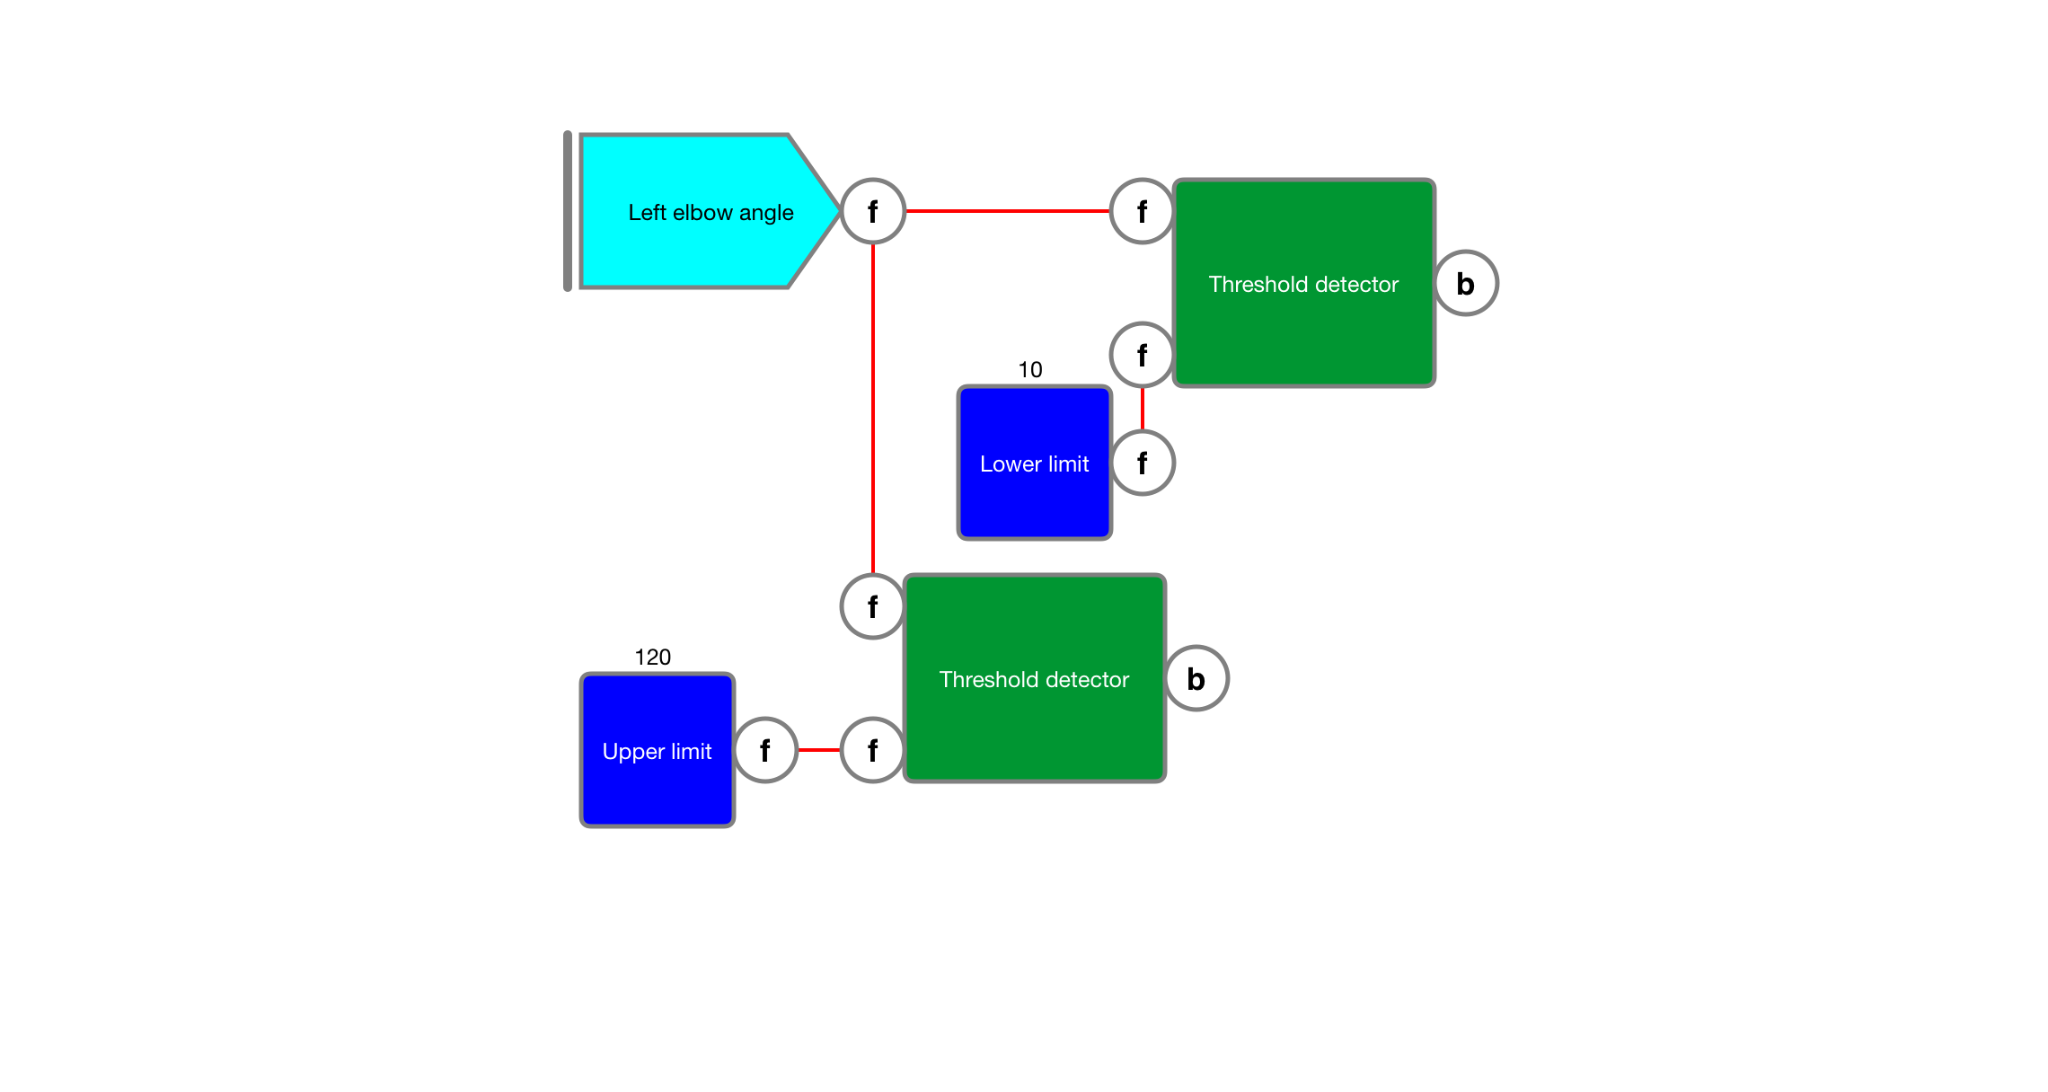 Left elbow angle
f
f
Threshold detector
b
f
10
Lower limit
f
f
Threshold detector
b
120
Upper limit
f
f